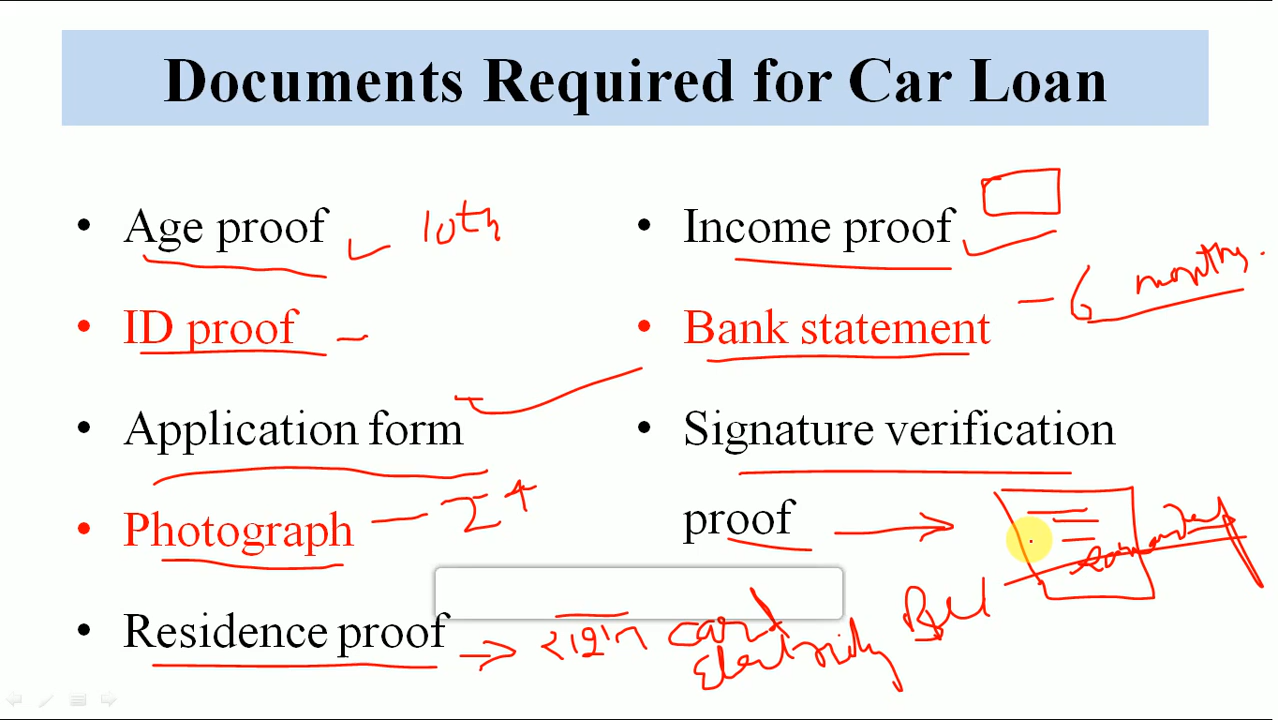 Documents Required for Car Loan
• Age proof 10th
• ID proof
• Application form
• Photograph - 2
• Residence proof → राशन card
Electricity Bill
• Income proof
• Bank statement - 6 months.
• Signature verification
proof